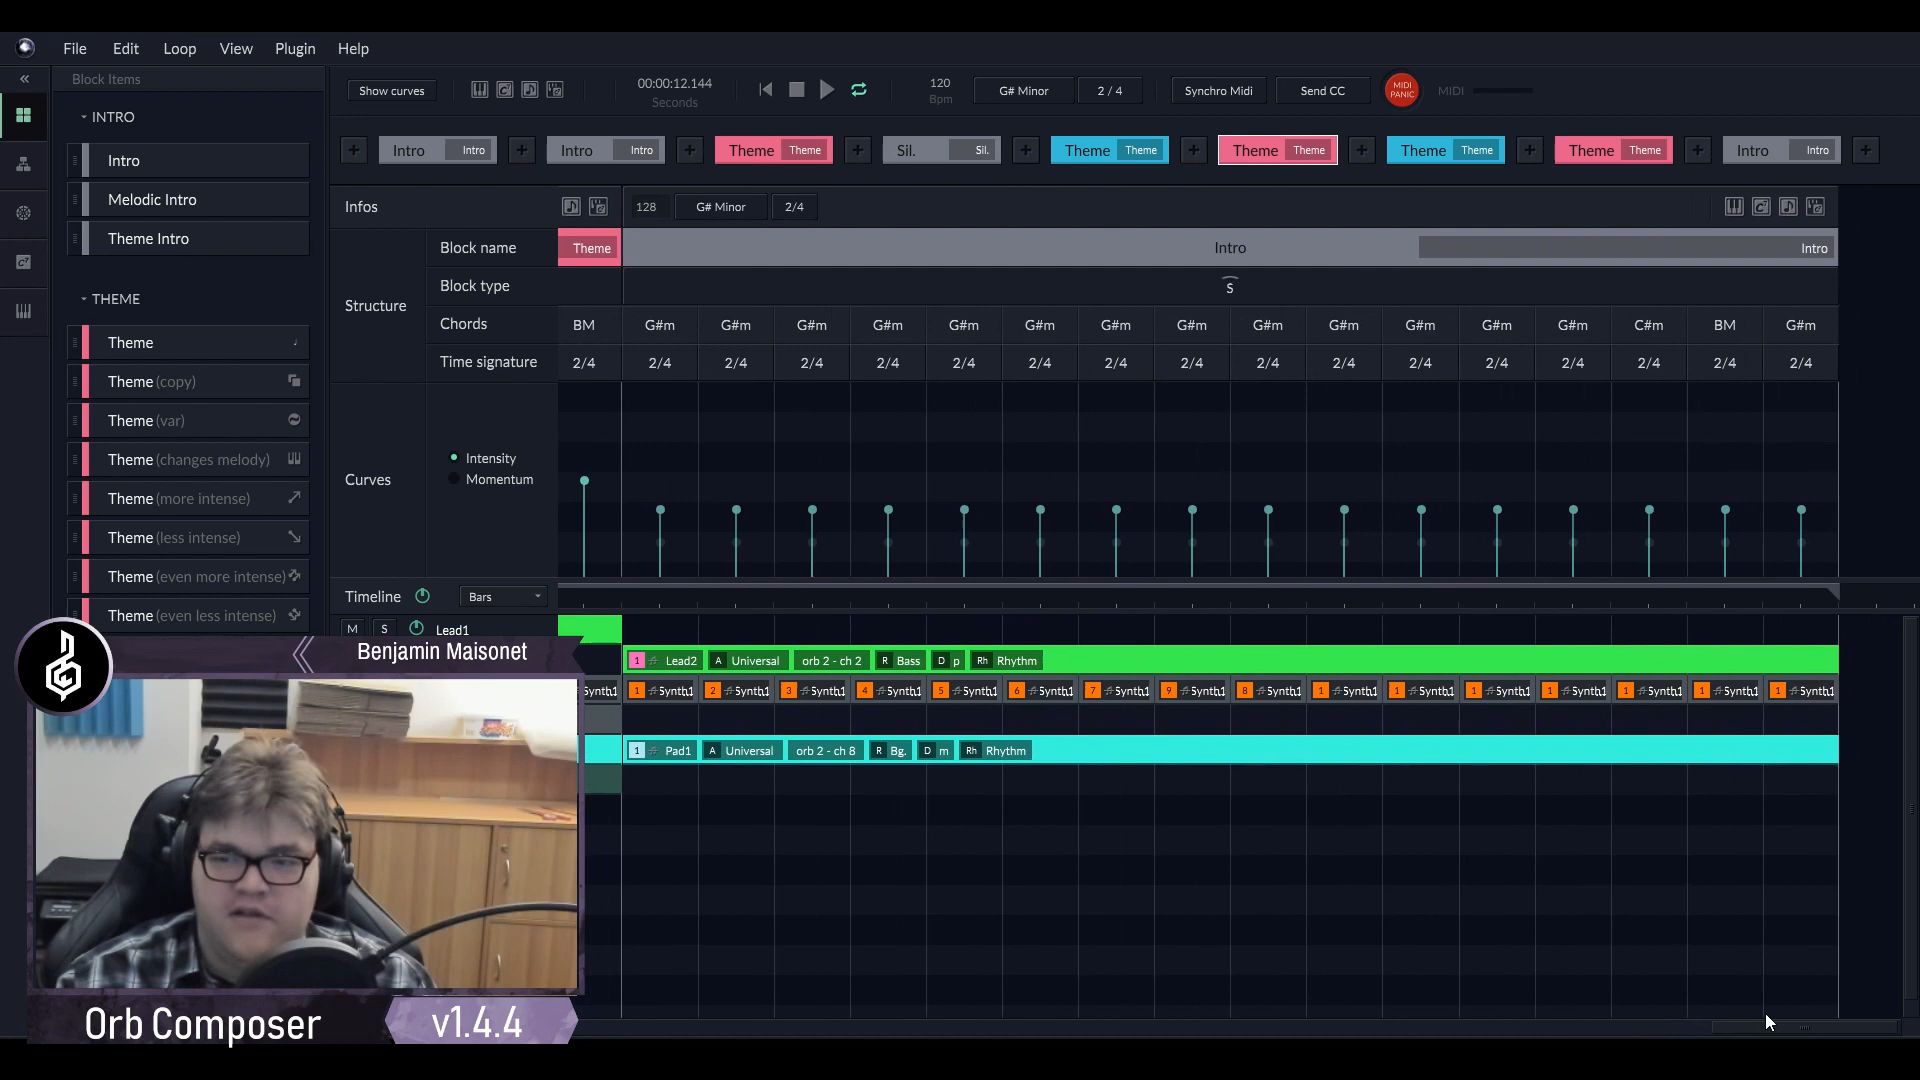 File Edit Loop View Plugin Help
Block Items
INTRO
Intro
Melodic Intro
Theme Intro
THEME
Theme
Theme (copy)
Theme (var)
Theme (changes melody)
Theme (more intense)
Theme (less intense)
Theme (even more intense)
Theme (even less intense)
Show curves
00:00:12.144
Seconds
120
Bpm
G# Minor
2 / 4
Synchro Midi
Send CC
MIDI
PANIC
MIDI
Intro Intro Intro Intro Theme Theme Sil. Sil. Theme Theme Theme Theme Theme Theme Theme Theme Intro Intro
Infos 128 G# Minor 2/4
Structure
Block name Theme Intro Intro
Block type S
Chords BM G#m G#m G#m G#m G#m G#m G#m G#m G#m G#m G#m G#m G#m C#m BM G#m
Time signature 2/4 2/4 2/4 2/4 2/4 2/4 2/4 2/4 2/4 2/4 2/4 2/4 2/4 2/4 2/4 2/4 2/4
Curves
Intensity
Momentum
Timeline Bars
M S Lead1
1 Lead2 A Universal orb 2 - ch 2 R Bass D p Rh Rhythm
Synth1 1 Synth1 2 Synth1 3 Synth1 4 Synth1 5 Synth1 6 Synth1 7 Synth1 9 Synth1 8 Synth1 1 Synth1 1 Synth1 1 Synth1 1 Synth1 1 Synth1 1 Synth1 1 Synth1
1 Pad1 A Universal orb 2 - ch 8 R Bg. D m Rh Rhythm
Benjamin Maisonet
Orb Composer v1.4.4